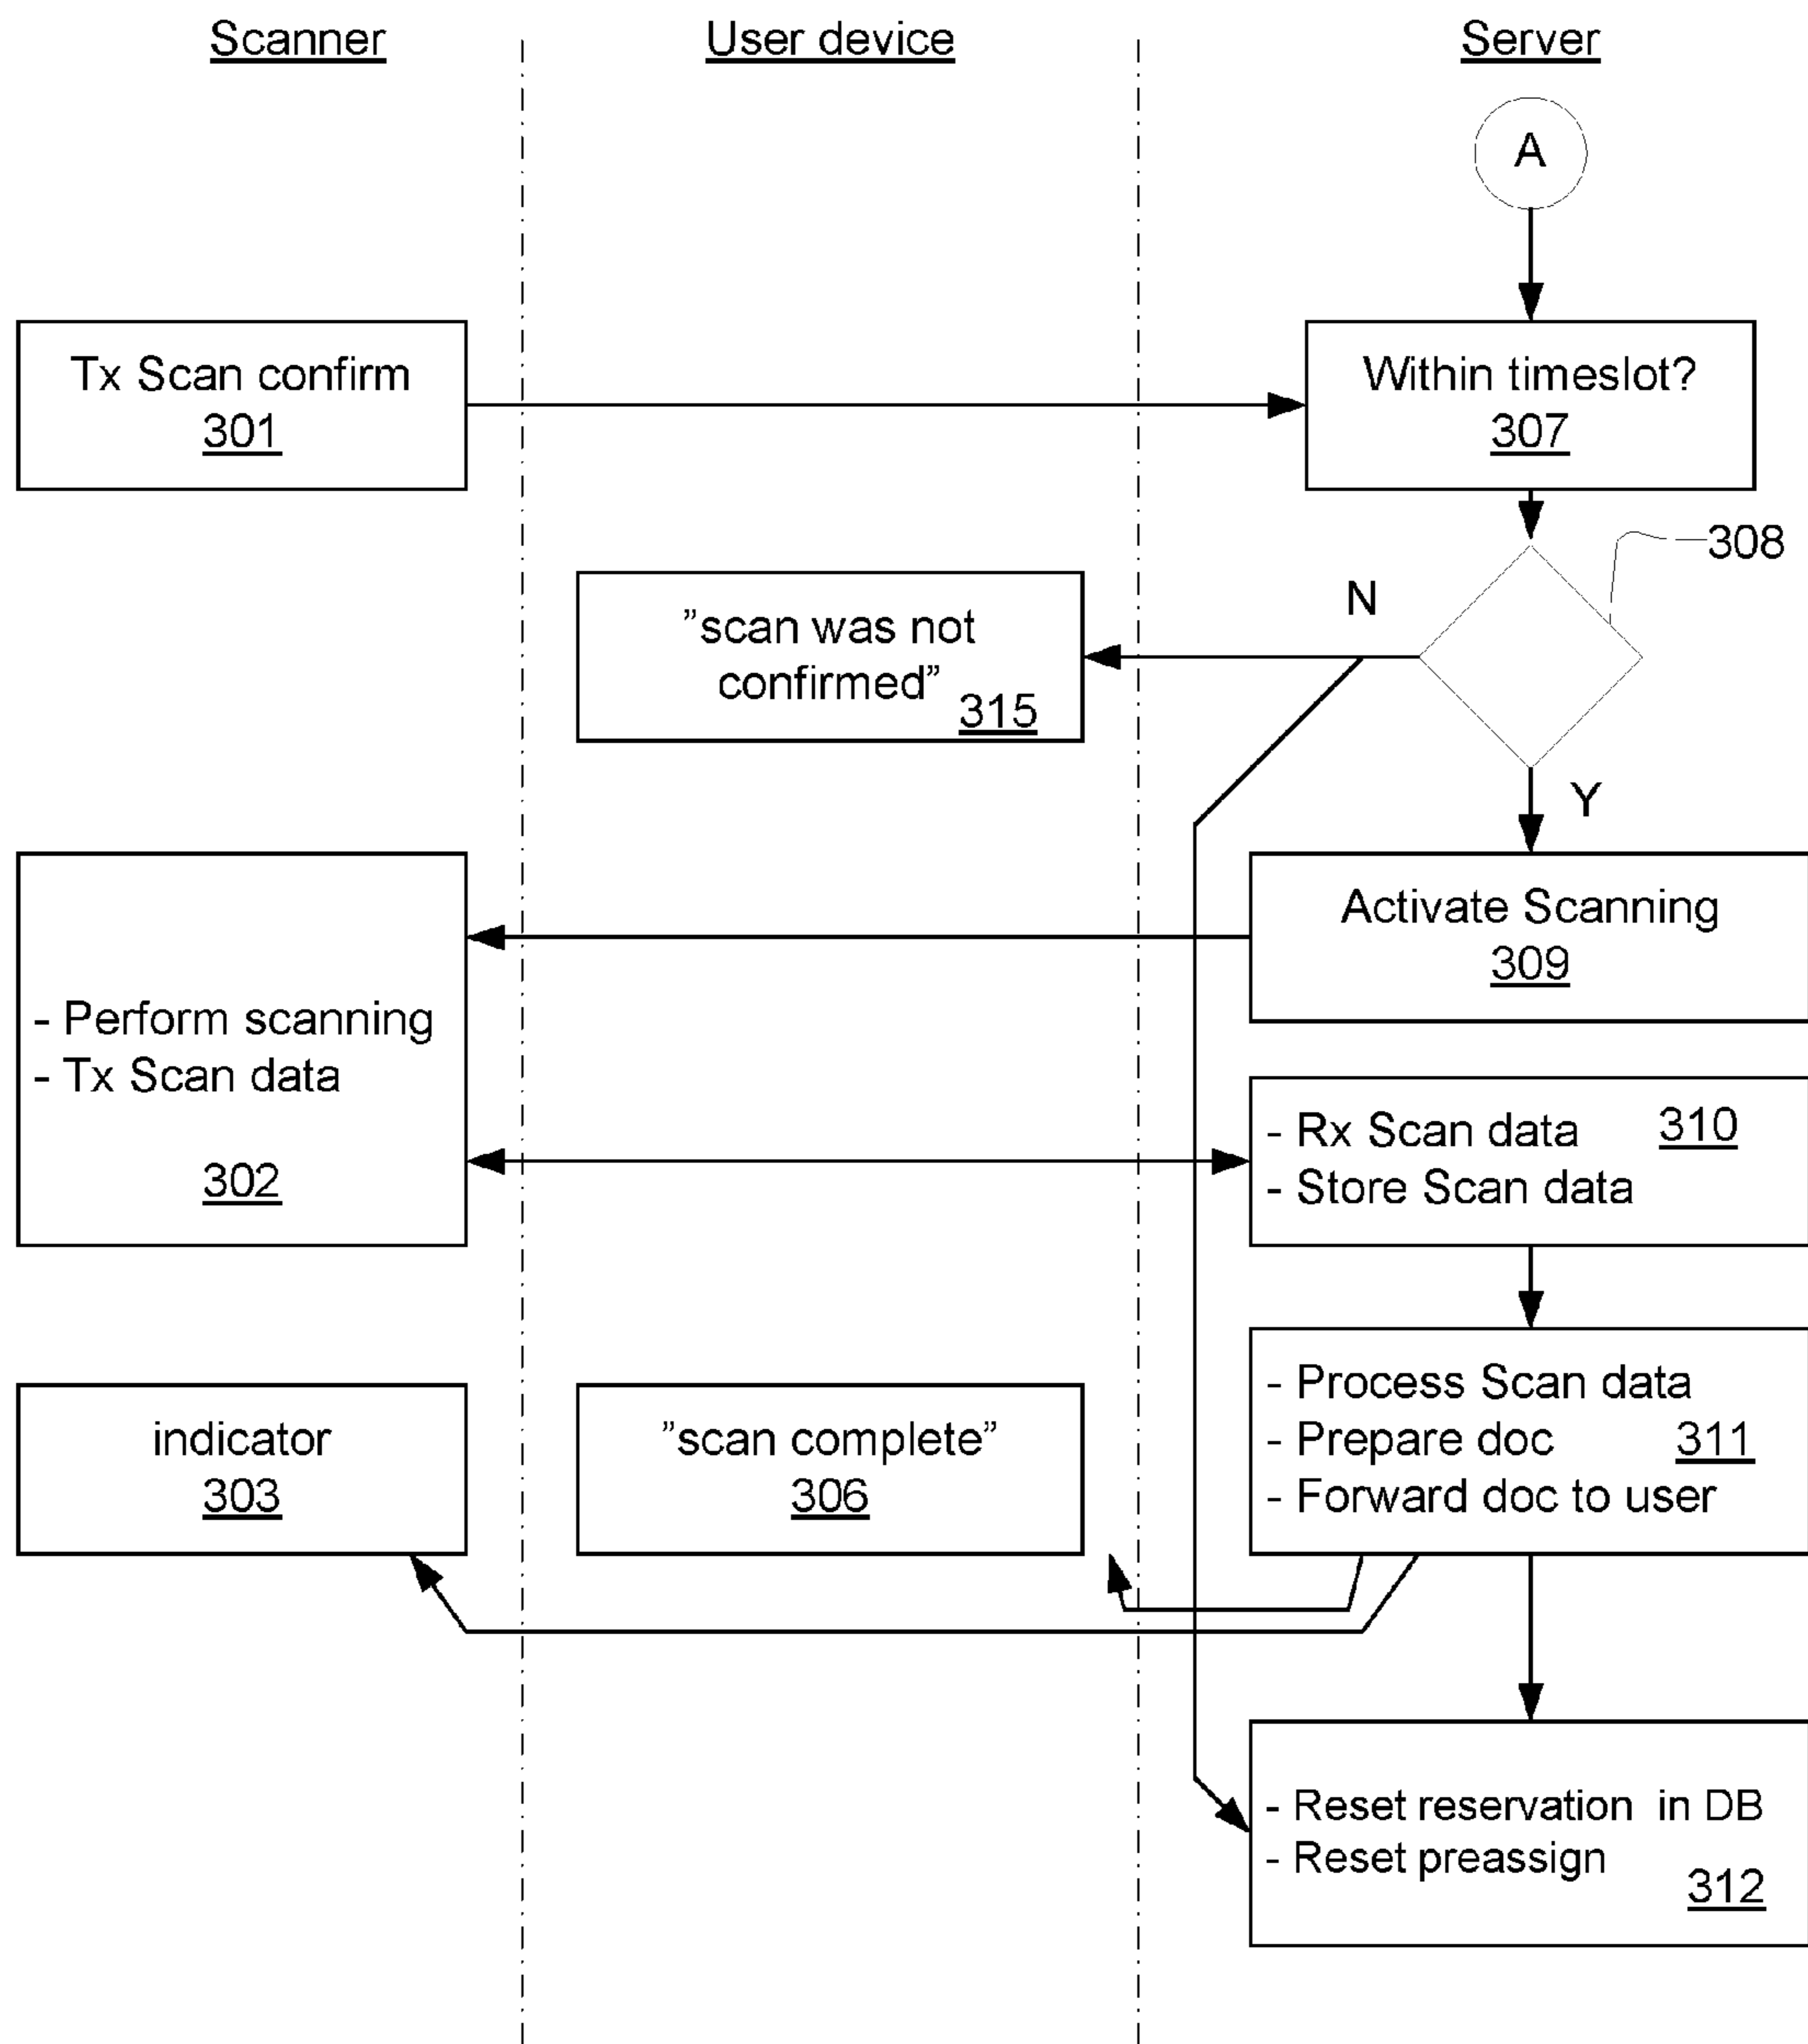 Scanner
User device
Server
A
Tx Scan confirm
301
Within timeslot?
307
308
N
”scan was not
confirmed”
315
Y
Activate Scanning
309
- Perform scanning
- Tx Scan data
302
- Rx Scan data 310
- Store Scan data
indicator
303
”scan complete”
306
- Process Scan data
- Prepare doc 311
- Forward doc to user
- Reset reservation in DB
- Reset preassign
312